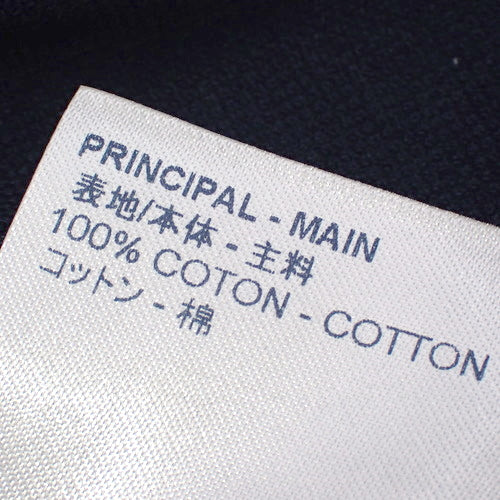 PRINCIPAL - MAIN
表地/本体 - 主料
100% COTON - COTTON
コットン - 棉